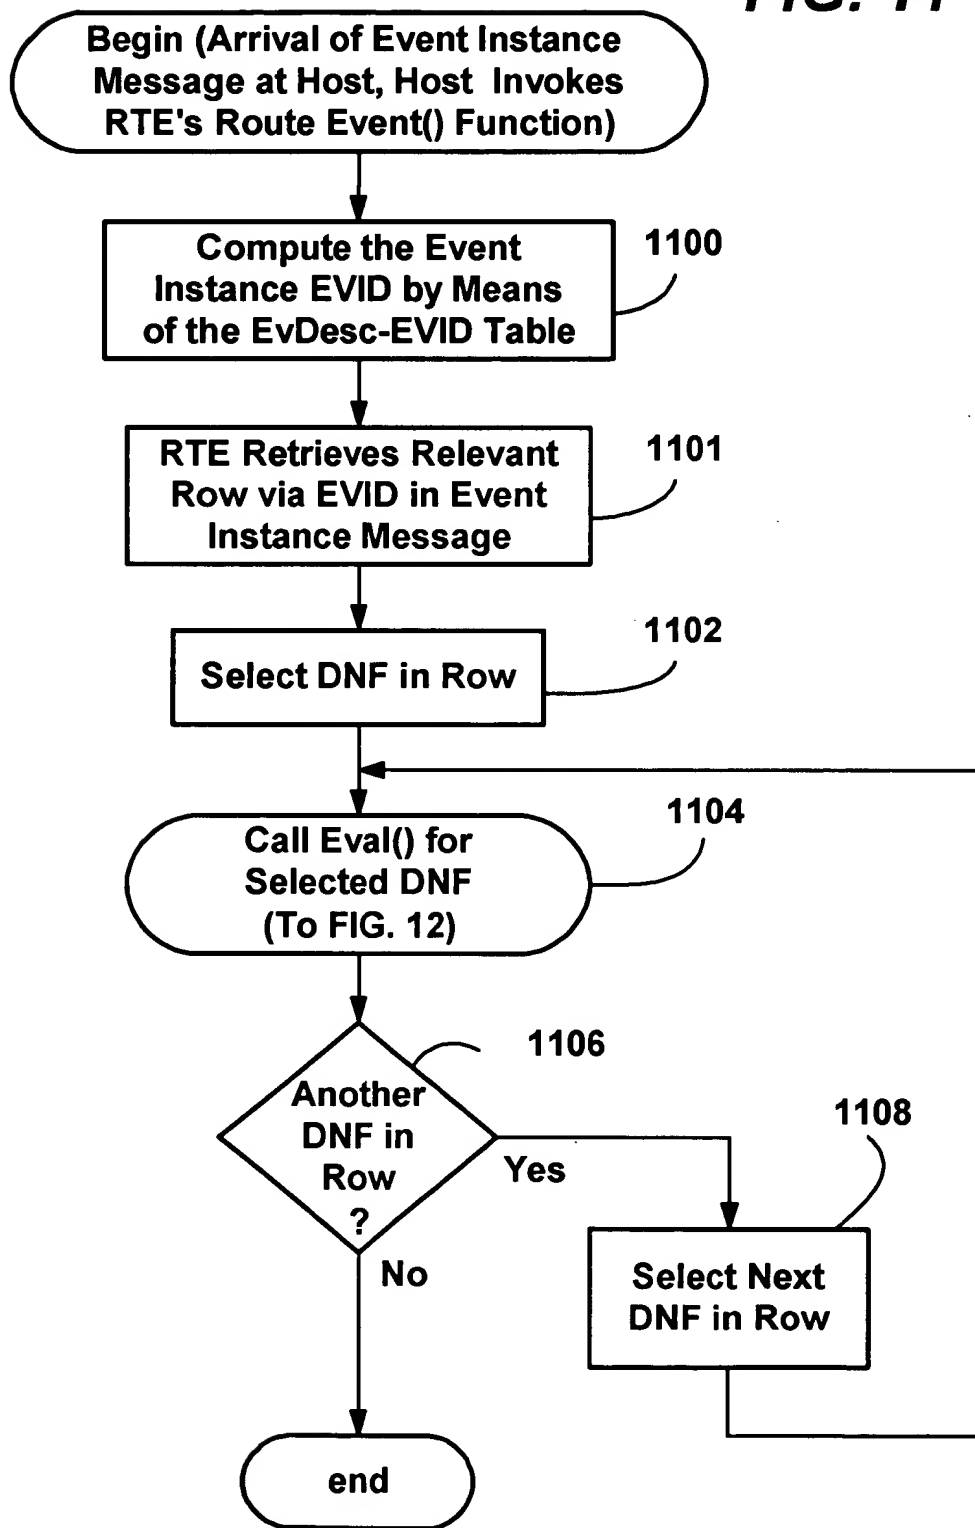 FIG. 11
Begin (Arrival of Event Instance
Message at Host, Host Invokes
RTE's Route Event() Function)
1100
Compute the Event
Instance EVID by Means
of the EvDesc-EVID Table
1101
RTE Retrieves Relevant
Row via EVID in Event
Instance Message
1102
Select DNF in Row
1104
Call Eval() for
Selected DNF
(To FIG. 12)
1106
Another
DNF in
Row
?
Yes
No
1108
Select Next
DNF in Row
end